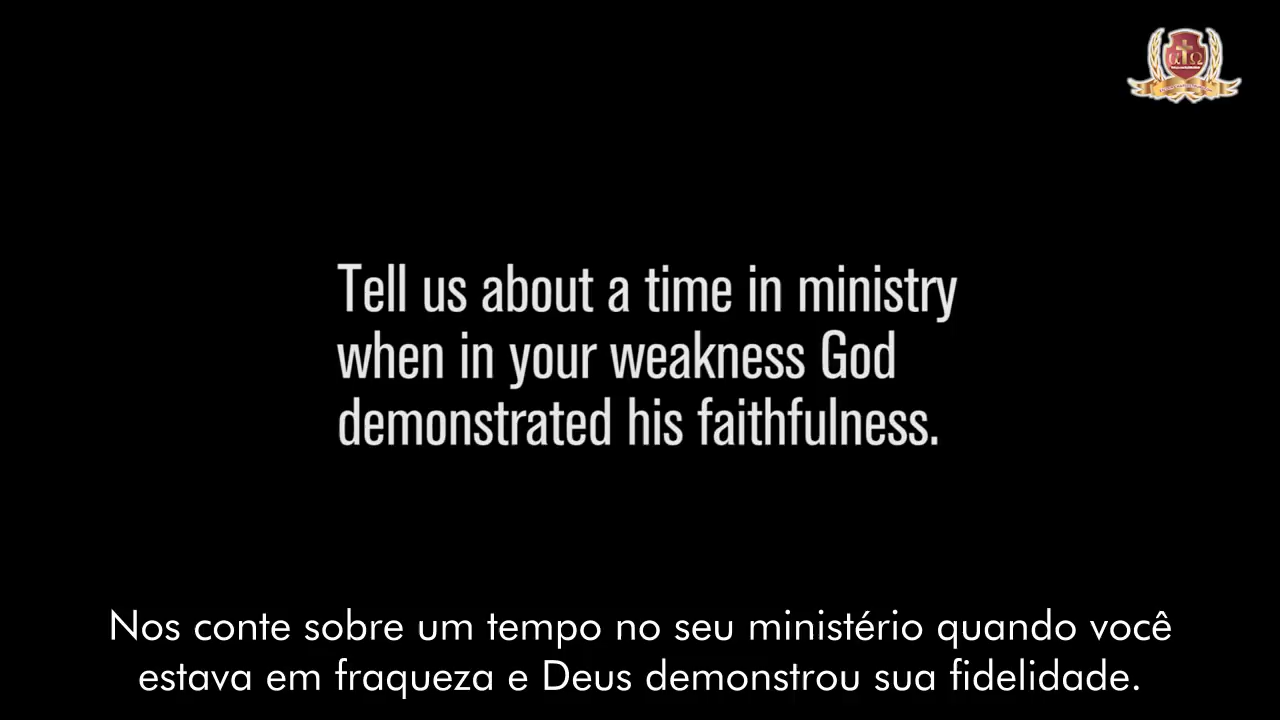 Tell us about a time in ministry
when in your weakness God
demonstrated his faithfulness.
Nos conte sobre um tempo no seu ministério quando você
estava em fraqueza e Deus demonstrou sua fidelidade.